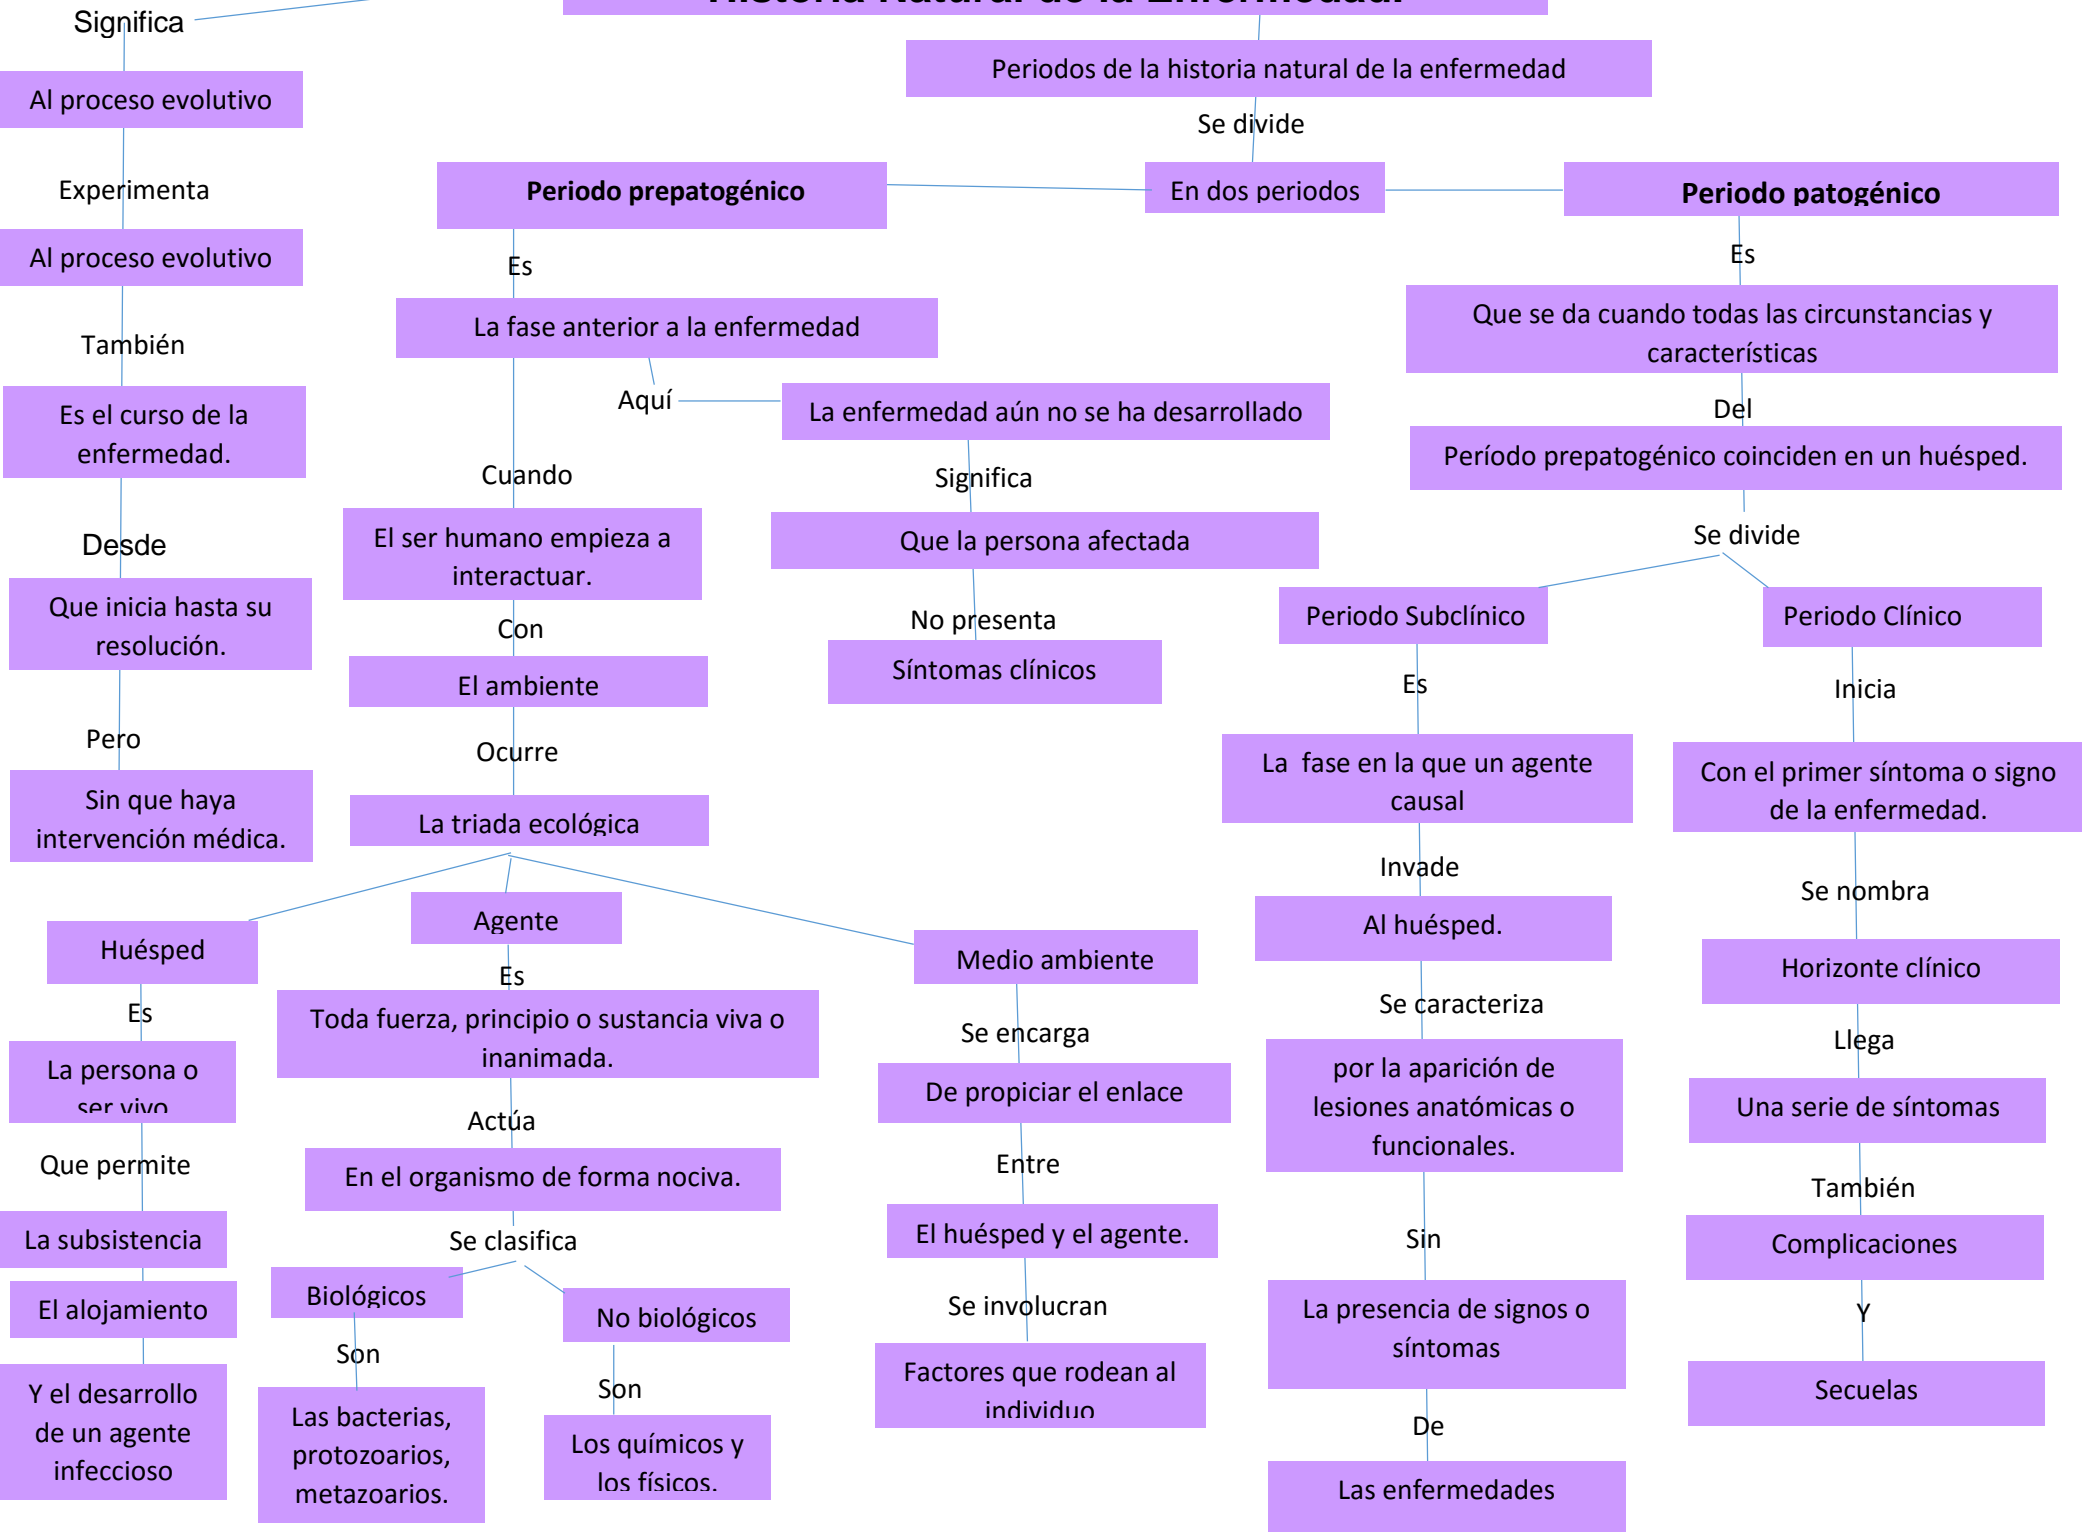 Historia Natural de la Enfermedad.
Significa
Al proceso evolutivo
Experimenta
Al proceso evolutivo
También
Es el curso de la
enfermedad.
Desde
Que inicia hasta su
resolución.
Pero
Sin que haya
intervención médica.
Periodos de la historia natural de la enfermedad
Se divide
En dos periodos
Periodo prepatogénico
Es
La fase anterior a la enfermedad
Aquí
La enfermedad aún no se ha desarrollado
Significa
Que la persona afectada
No presenta
Síntomas clínicos
Cuando
El ser humano empieza a
interactuar.
Con
El ambiente
Ocurre
La triada ecológica
Huésped
Es
La persona o
ser vivo
Que permite
La subsistencia
El alojamiento
Y el desarrollo
de un agente
infeccioso
Agente
Es
Toda fuerza, principio o sustancia viva o
inanimada.
Actúa
En el organismo de forma nociva.
Se clasifica
Biológicos
Son
Las bacterias,
protozoarios,
metazoarios.
No biológicos
Son
Los químicos y
los físicos.
Medio ambiente
Se encarga
De propiciar el enlace
Entre
El huésped y el agente.
Se involucran
Factores que rodean al
individuo
Periodo patogénico
Es
Que se da cuando todas las circunstancias y
características
Del
Período prepatogénico coinciden en un huésped.
Se divide
Periodo Subclínico
Es
La  fase en la que un agente
causal
Invade
Al huésped.
Se caracteriza
por la aparición de
lesiones anatómicas o
funcionales.
Sin
La presencia de signos o
síntomas
De
Las enfermedades
Periodo Clínico
Inicia
Con el primer síntoma o signo
de la enfermedad.
Se nombra
Horizonte clínico
Llega
Una serie de síntomas
También
Complicaciones
Y
Secuelas